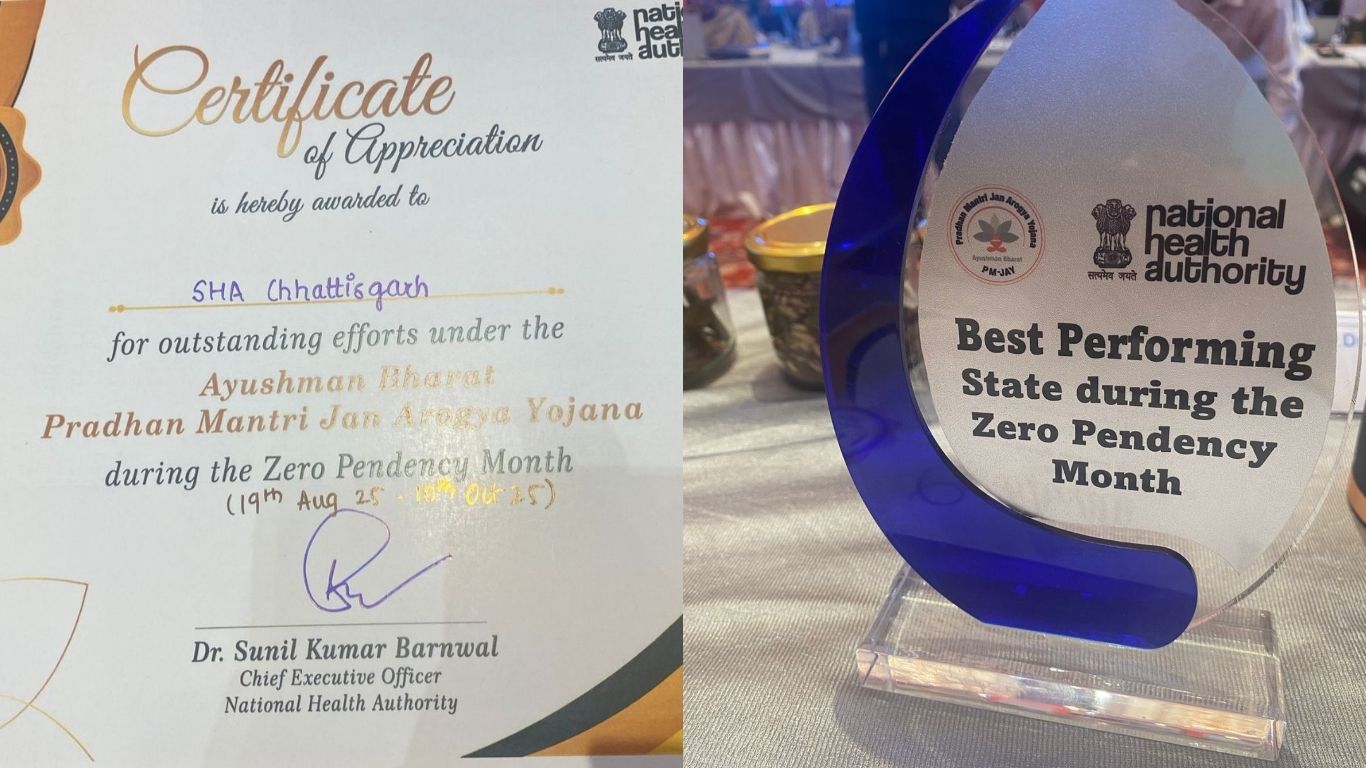 सत्यमेव जयते
Certificate
of Appreciation
is hereby awarded to
SHA Chhattisgarh
for outstanding efforts under the
Ayushman Bharat
Pradhan Mantri Jan Arogya Yojana
during the Zero Pendency Month
(19th Aug 25 - 10th Oct 25)
Dr. Sunil Kumar Barnwal
Chief Executive Officer
National Health Authority
Pradhan Mantri Jan Arogya Yojana
Ayushman Bharat
PM-JAY
सत्यमेव जयते
national
health
authority
Best Performing
State during the
Zero Pendency
Month